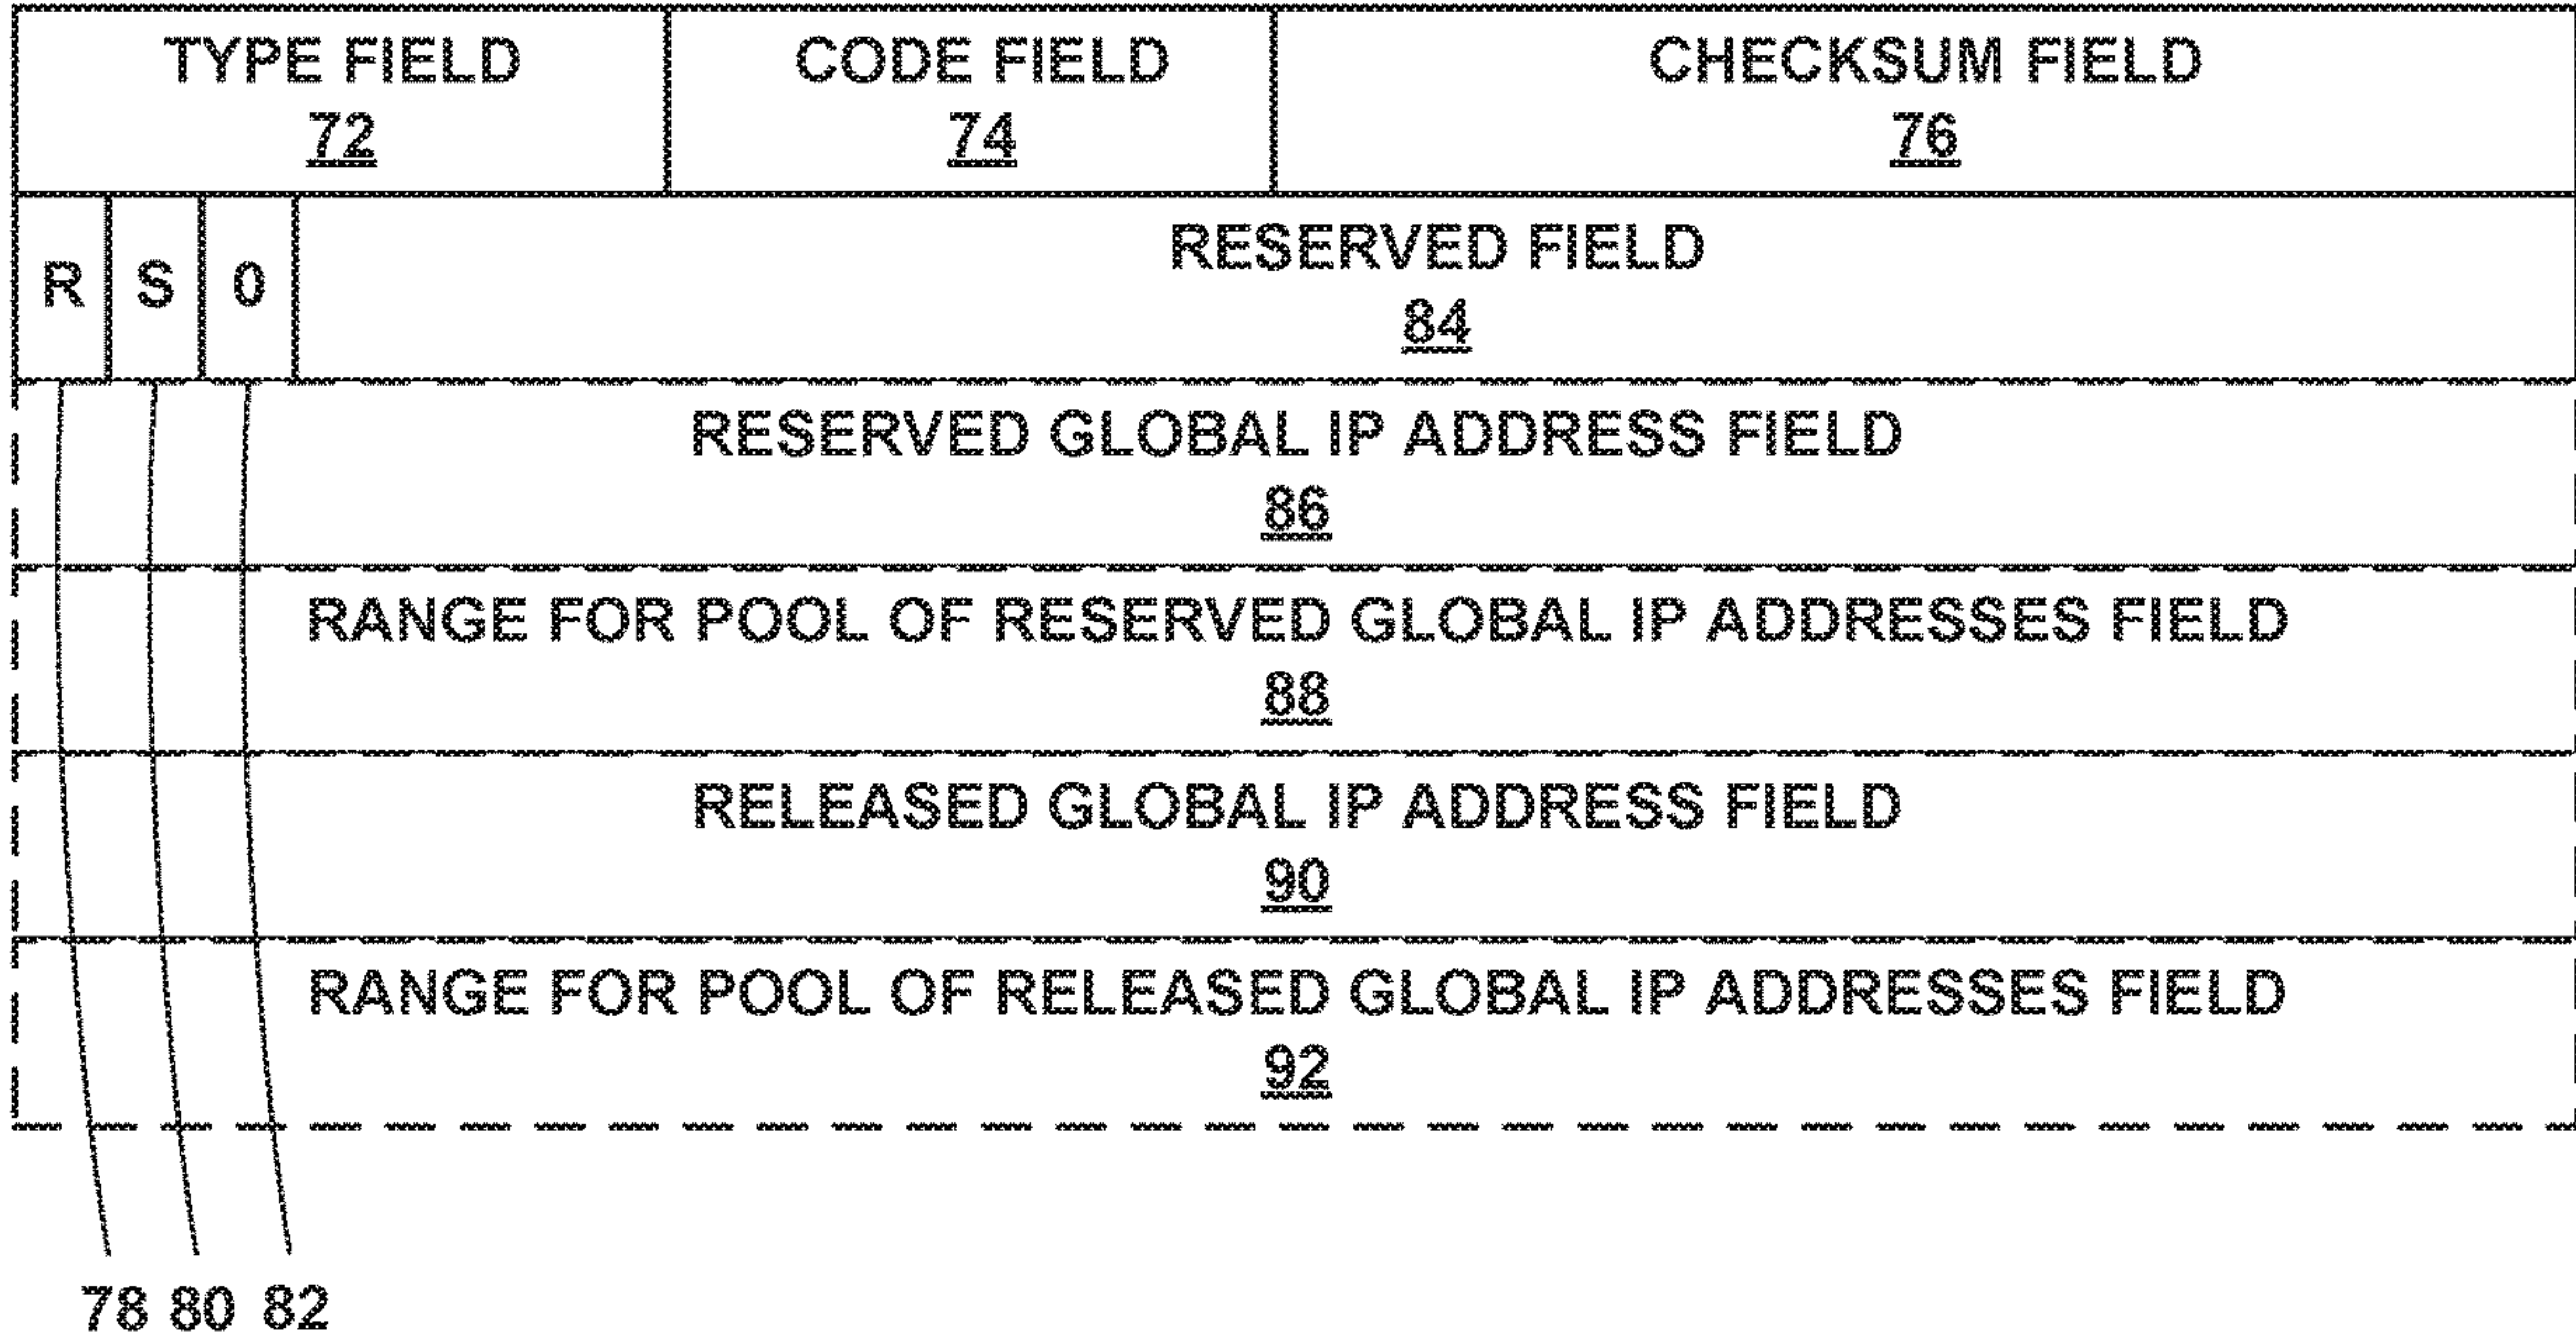 TYPE FIELD
72
CODE FIELD
74
CHECKSUM FIELD
76
R
S
0
RESERVED FIELD
84
RESERVED GLOBAL IP ADDRESS FIELD
86
RANGE FOR POOL OF RESERVED GLOBAL IP ADDRESSES FIELD
88
RELEASED GLOBAL IP ADDRESS FIELD
90
RANGE FOR POOL OF RELEASED GLOBAL IP ADDRESSES FIELD
92
78 80 82